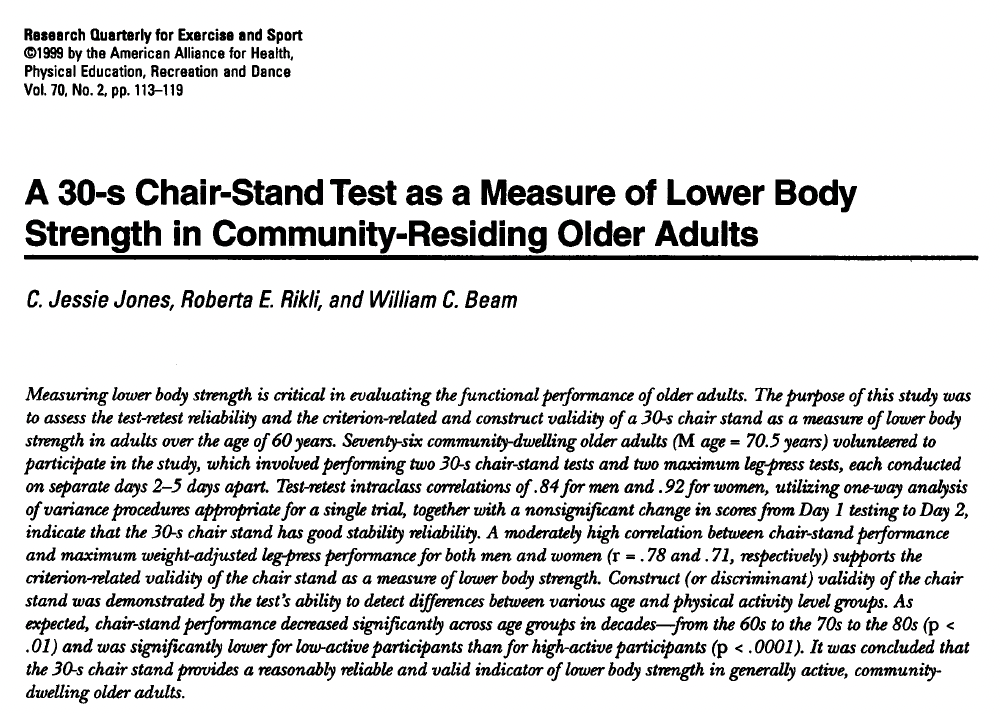 Research Quarterly for Exercise and Sport
©1999 by the American Alliance for Health,
Physical Education, Recreation and Dance
Vol. 70, No. 2, pp. 113–119
A 30-s Chair-Stand Test as a Measure of Lower Body
Strength in Community-Residing Older Adults
C. Jessie Jones, Roberta E. Rikli, and William C. Beam
Measuring lower body strength is critical in evaluating the functional performance of older adults. The purpose of this study was
to assess the test-retest reliability and the criterion-related and construct validity of a 30-s chair stand as a measure of lower body
strength in adults over the age of 60 years. Seventy-six community-dwelling older adults (M age = 70.5 years) volunteered to
participate in the study, which involved performing two 30-s chair-stand tests and two maximum leg-press tests, each conducted
on separate days 2–5 days apart. Test-retest intraclass correlations of .84 for men and .92 for women, utilizing one-way analysis
of variance procedures appropriate for a single trial, together with a nonsignificant change in scores from Day 1 testing to Day 2,
indicate that the 30-s chair stand has good stability reliability. A moderately high correlation between chair-stand performance
and maximum weight-adjusted leg-press performance for both men and women (r = .78 and .71, respectively) supports the
criterion-related validity of the chair stand as a measure of lower body strength. Construct (or discriminant) validity of the chair
stand was demonstrated by the test's ability to detect differences between various age and physical activity level groups. As
expected, chair-stand performance decreased significantly across age groups in decades—from the 60s to the 70s to the 80s (p <
.01) and was significantly lower for low-active participants than for high-active participants (p < .0001). It was concluded that
the 30-s chair stand provides a reasonably reliable and valid indicator of lower body strength in generally active, community-
dwelling older adults.